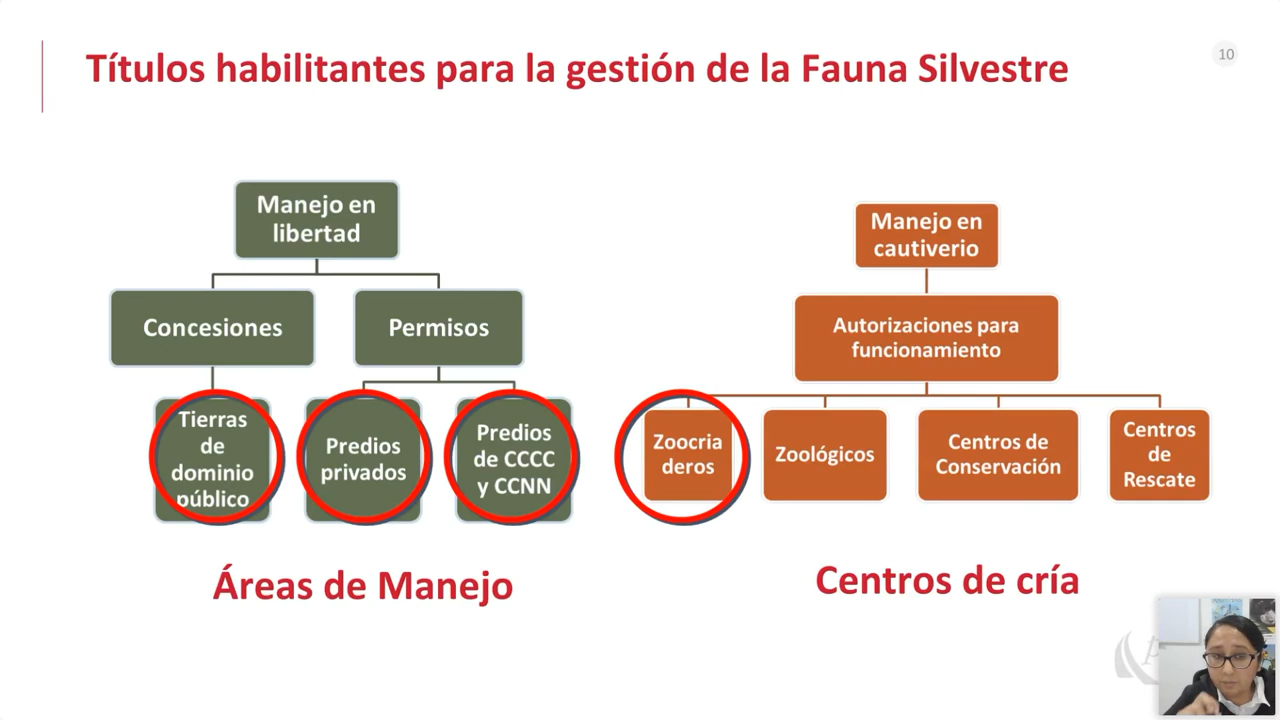 Títulos habilitantes para la gestión de la Fauna Silvestre
10
Manejo en
libertad
Concesiones
Permisos
Tierras
de
dominio
público
Predios
privados
Predios
de CCCC
y CCNN
Áreas de Manejo
Manejo en
cautiverio
Autorizaciones para
funcionamiento
Zoocria
deros
Zoológicos
Centros de
Conservación
Centros
de
Rescate
Centros de cría